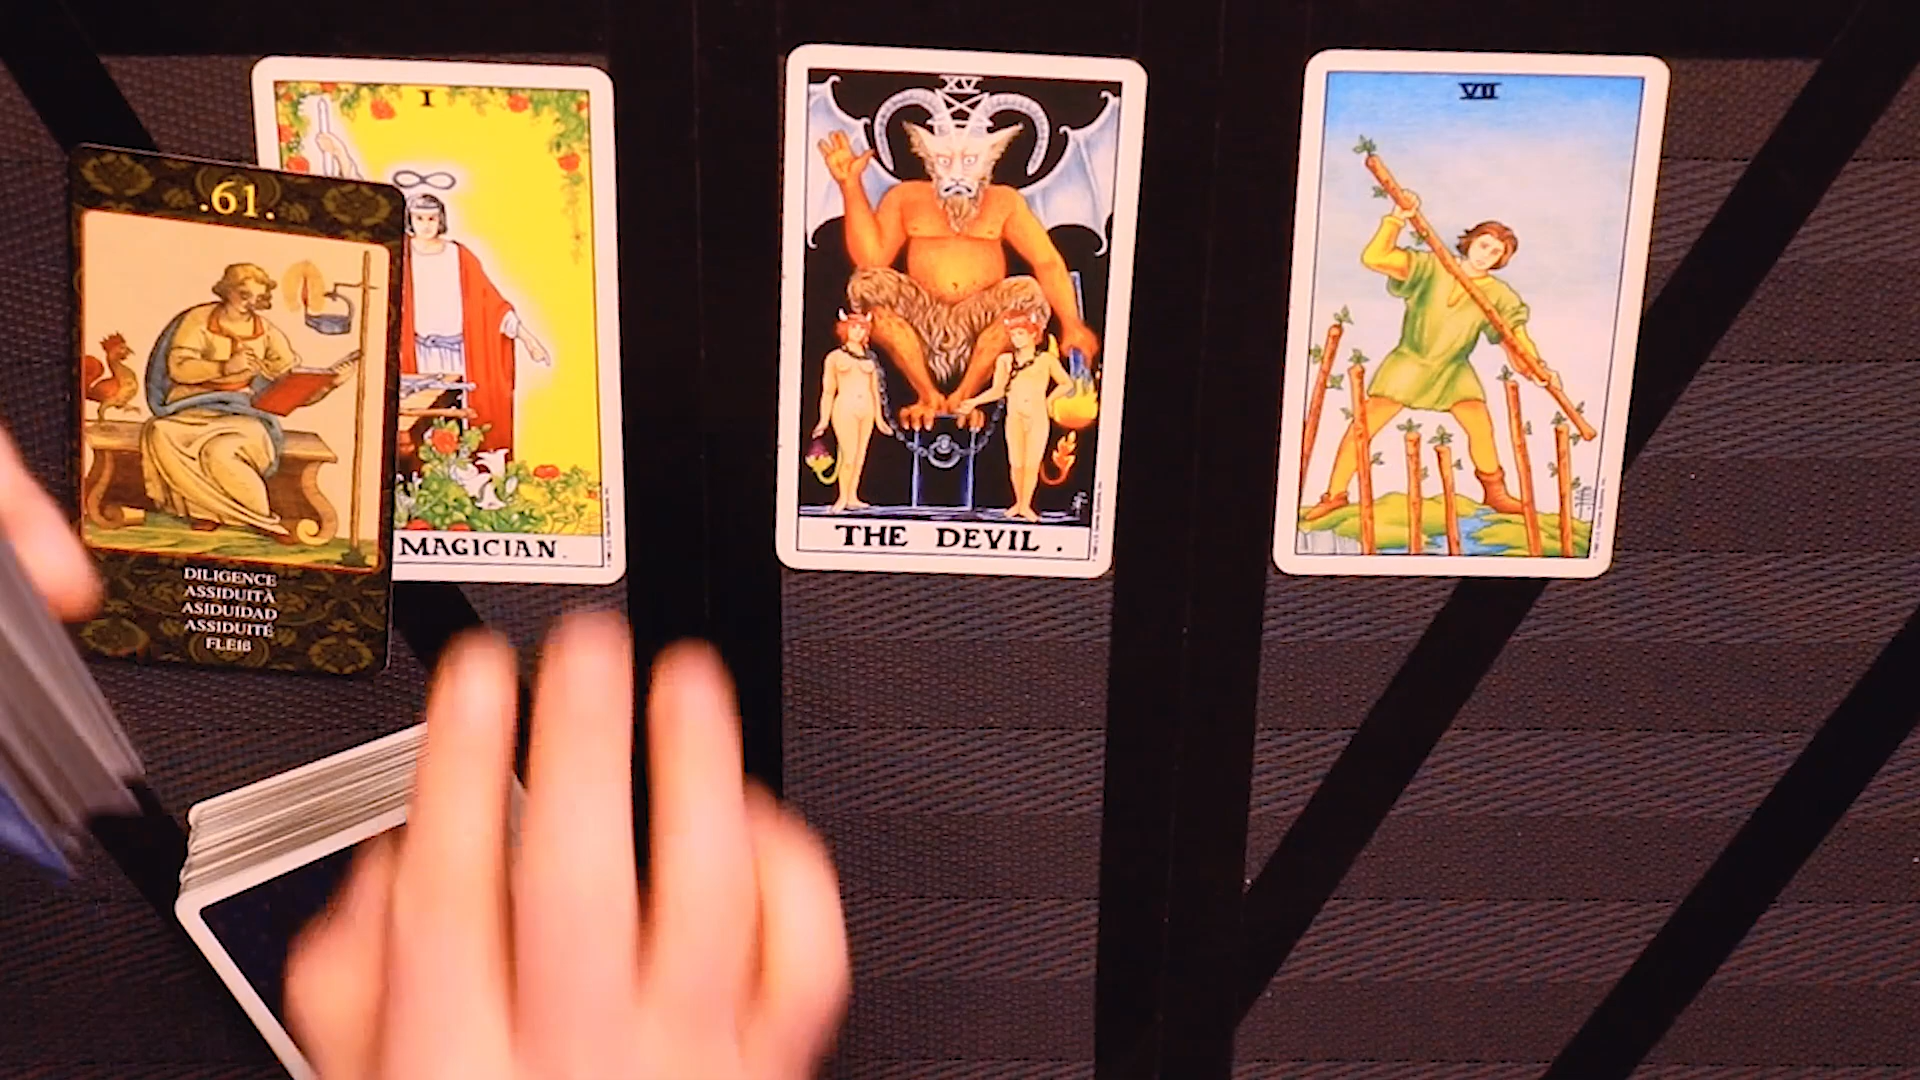 .61.
DILIGENCE
ASSIDUITÀ
ASIDUIDAD
ASSIDUITÉ
FLEIß
I
MAGICIAN.
XV
THE DEVIL.
VII